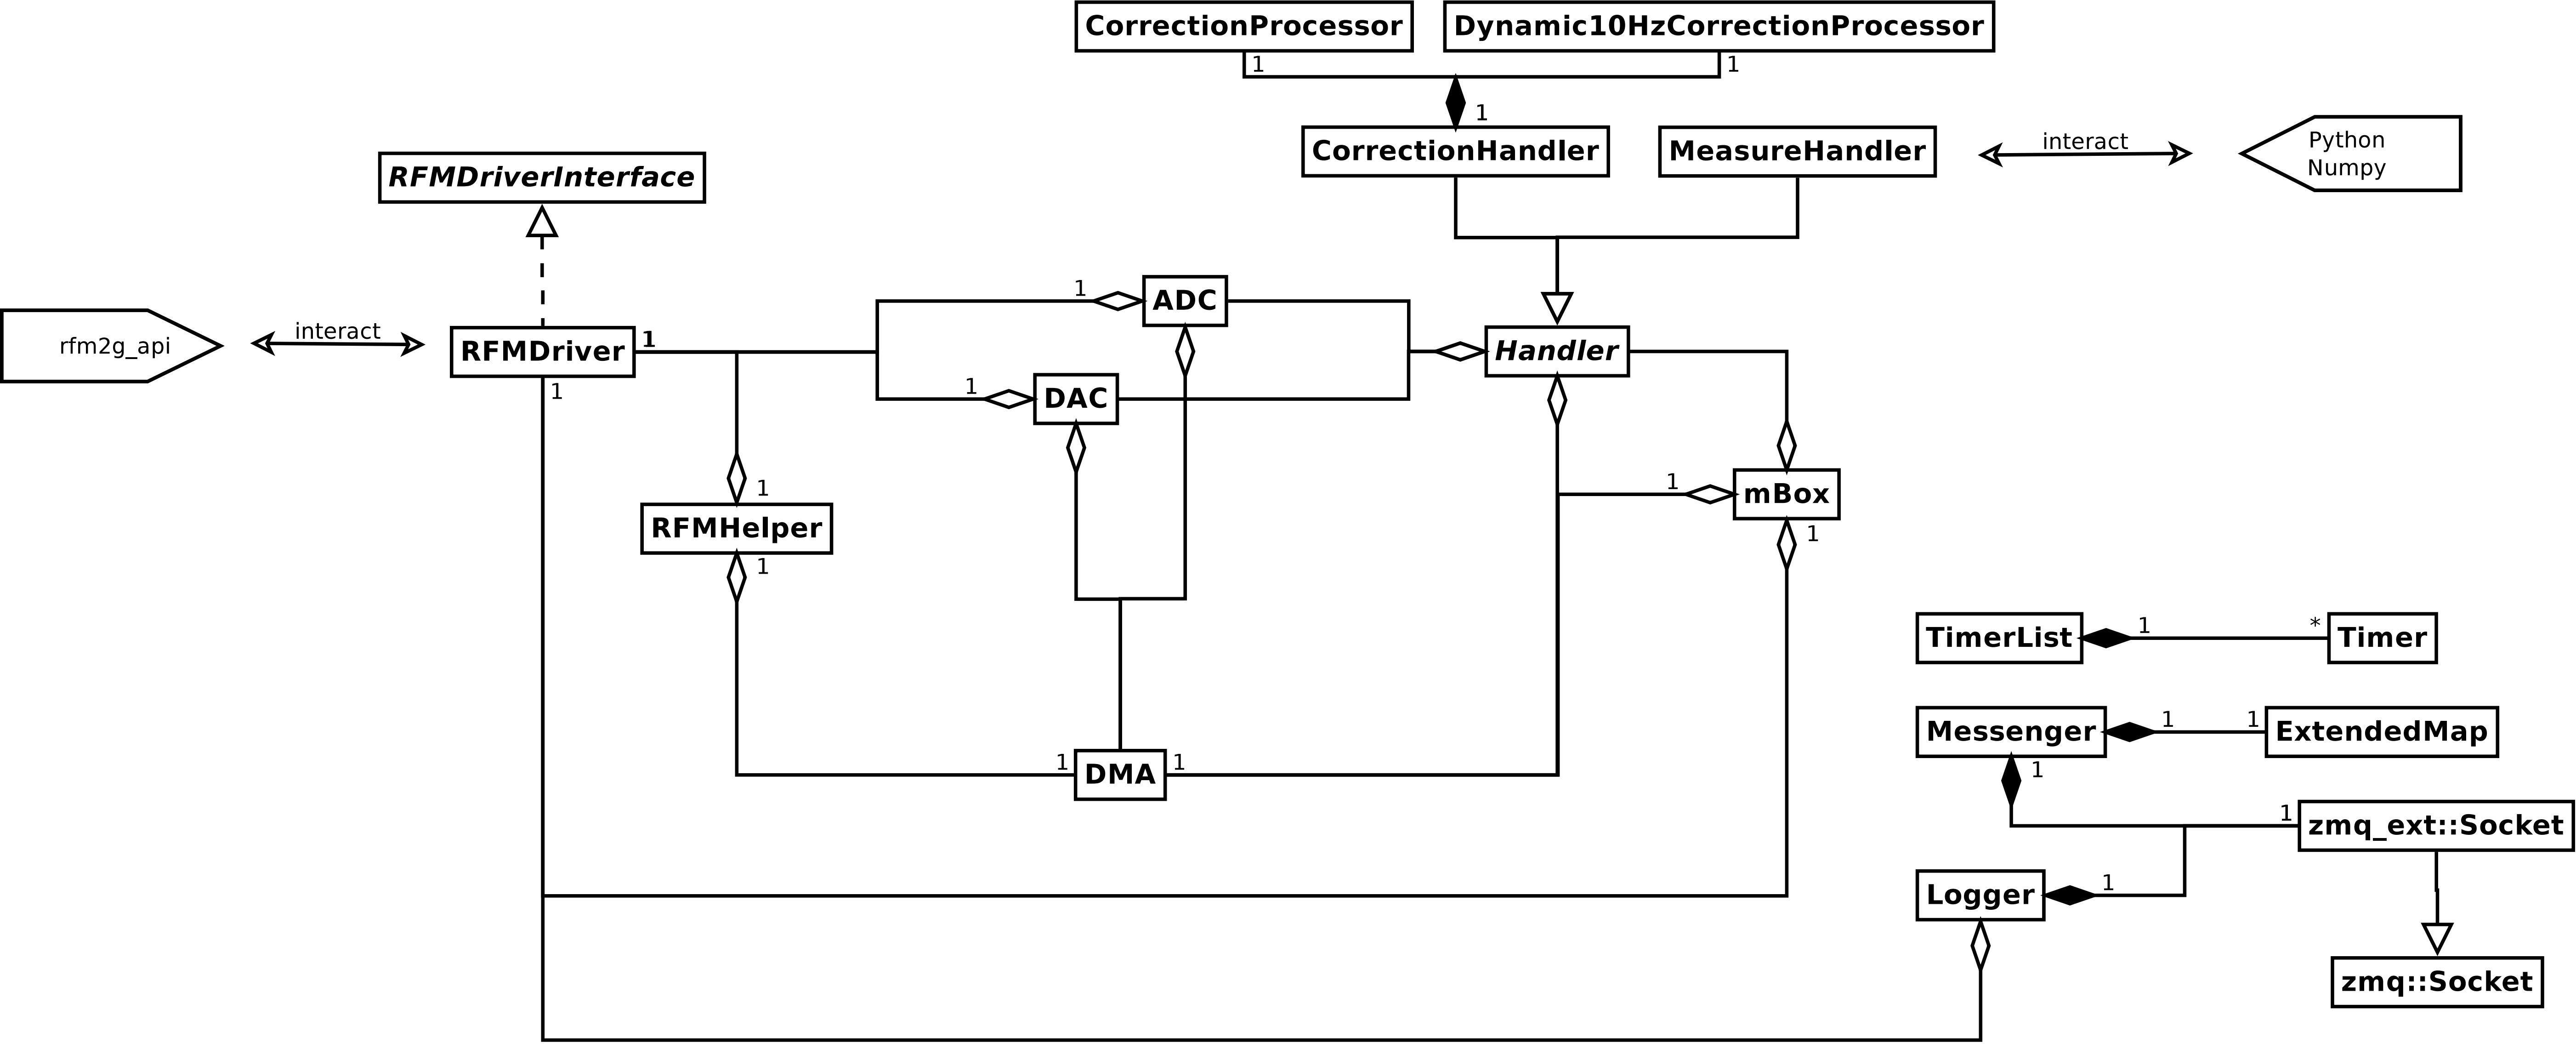 CorrectionProcessor
Dynamic10HzCorrectionProcessor
1
1
1
CorrectionHandler
MeasureHandler
interact
Python
Numpy
RFMDriverInterface
rfm2g_api
interact
RFMDriver
1
1
1
ADC
1
DAC
Handler
1
RFMHelper
1
1
mBox
1
1
DMA
1
TimerList
1
*
Timer
Messenger
1
1
ExtendedMap
1
1
zmq_ext::Socket
Logger
1
zmq::Socket